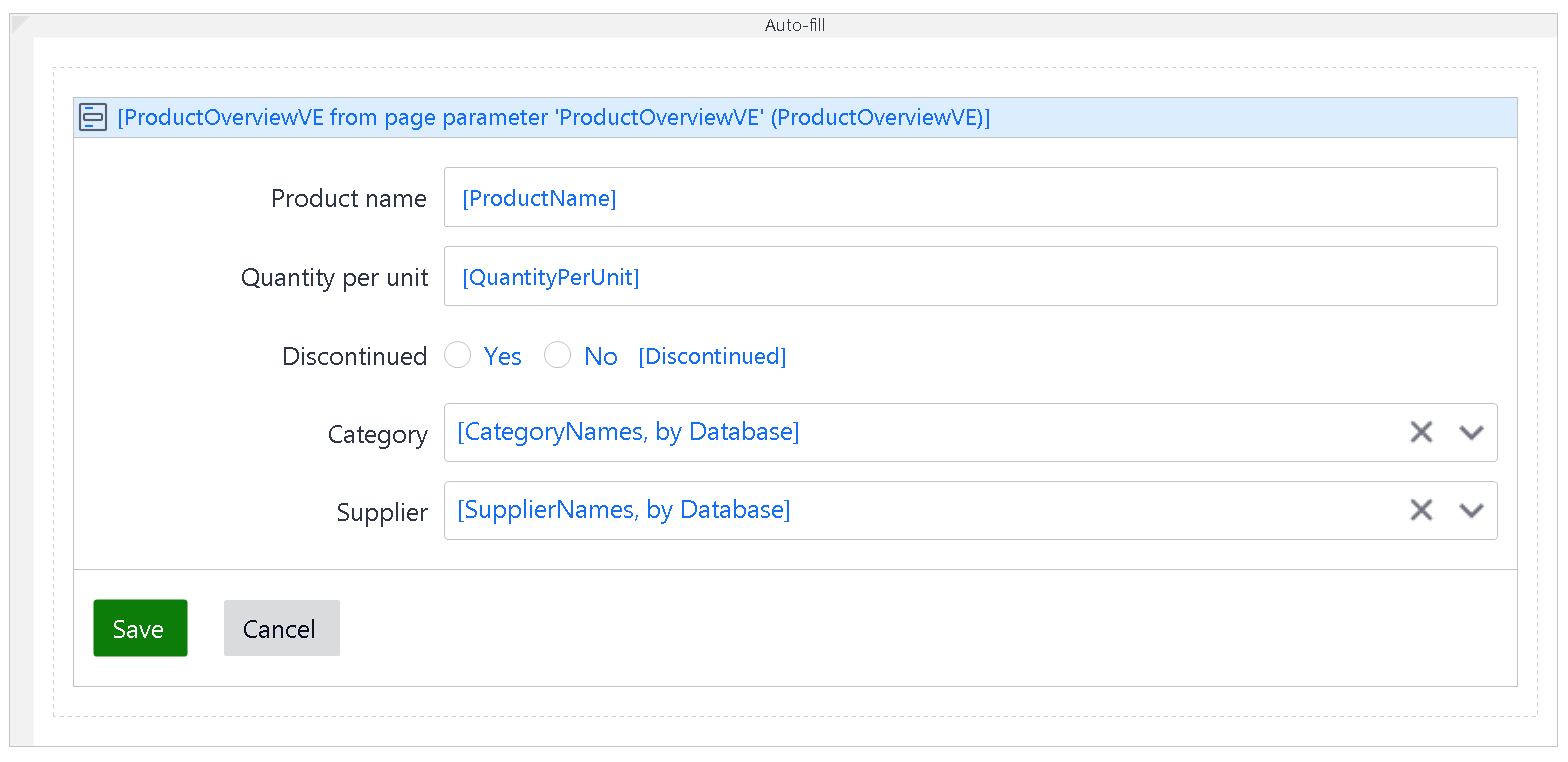 Auto-fill
[ProductOverviewVE from page parameter 'ProductOverviewVE' (ProductOverviewVE)]
Product name [ProductName]
Quantity per unit [QuantityPerUnit]
Discontinued Yes No [Discontinued]
Category [CategoryNames, by Database]
Supplier [SupplierNames, by Database]
Save Cancel